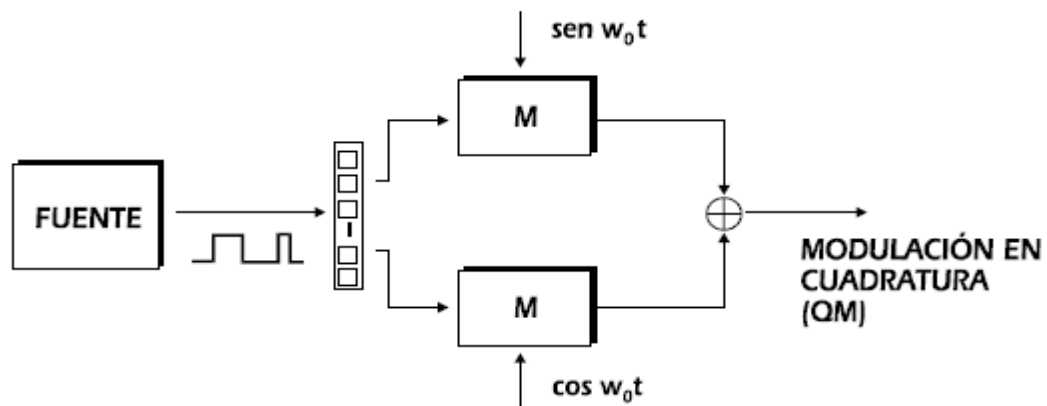 sen w₀t
M
FUENTE
M
MODULACIÓN EN
CUADRATURA
(QM)
cos w₀t